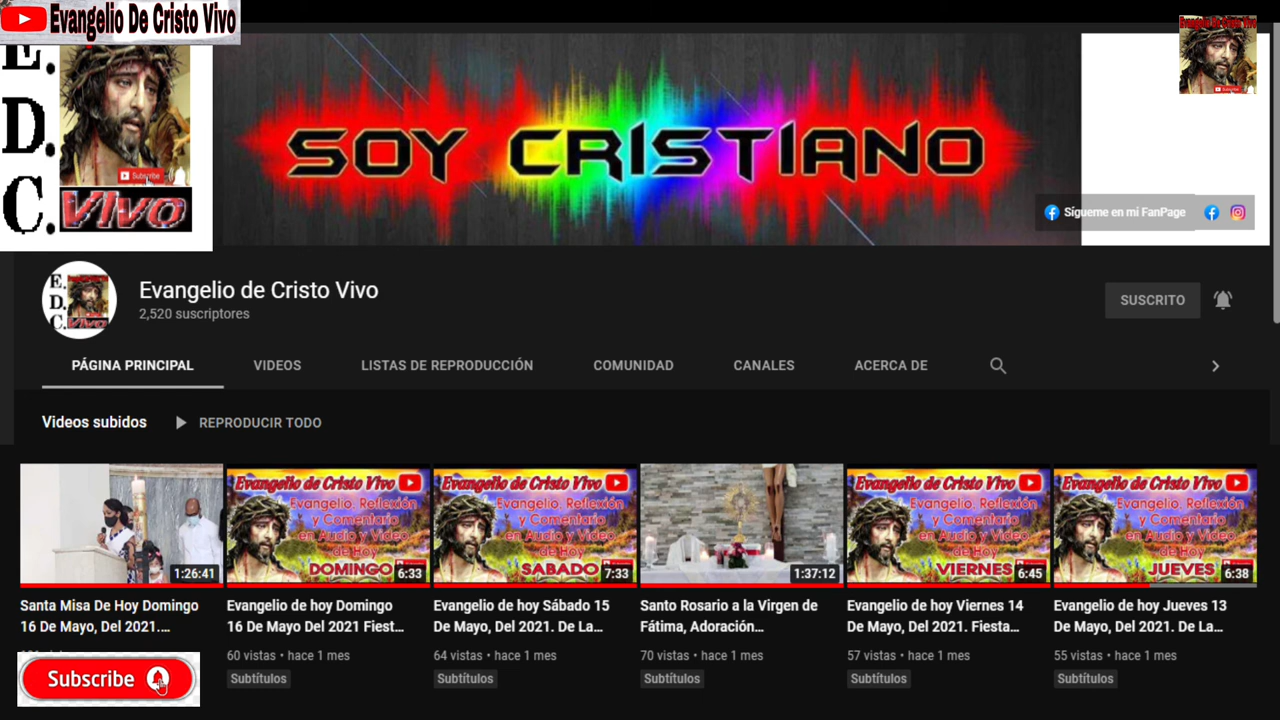 Evangelio De Cristo Vivo
Evangelio De Cristo Vivo
E.
D.
C.
Subscribe
Vivo
SOY CRISTIANO
Subscribe
Sígueme en mi FanPage
E.
D.
C.
Vivo
Evangelio de Cristo Vivo
2,520 suscriptores
SUSCRITO
PÁGINA PRINCIPAL
VIDEOS
LISTAS DE REPRODUCCIÓN
COMUNIDAD
CANALES
ACERCA DE
Videos subidos
REPRODUCIR TODO
1:26:41
Santa Misa De Hoy Domingo
16 De Mayo, Del 2021....
Evangelio de Cristo Vivo
Evangelio, Reflexión
y Comentario
en Audio y Video
de Hoy
DOMINGO
6:33
Evangelio de hoy Domingo
16 De Mayo Del 2021 Fiest...
60 vistas • hace 1 mes
Subtítulos
Evangelio de Cristo Vivo
Evangelio, Reflexión
y Comentario
en Audio y Video
de Hoy
SABADO
7:33
Evangelio de hoy Sábado 15
De Mayo, Del 2021. De La...
64 vistas • hace 1 mes
Subtítulos
1:37:12
Santo Rosario a la Virgen de
Fátima, Adoración...
70 vistas • hace 1 mes
Subtítulos
Evangelio de Cristo Vivo
Evangelio, Reflexión
y Comentario
en Audio y Video
de Hoy
VIERNES
6:45
Evangelio de hoy Viernes 14
De Mayo, Del 2021. Fiesta...
57 vistas • hace 1 mes
Subtítulos
Evangelio de Cristo Vivo
Evangelio, Reflexión
y Comentario
en Audio y Video
de Hoy
JUEVES
6:38
Evangelio de hoy Jueves 13
De Mayo, Del 2021. De La...
55 vistas • hace 1 mes
Subtítulos
Subscribe